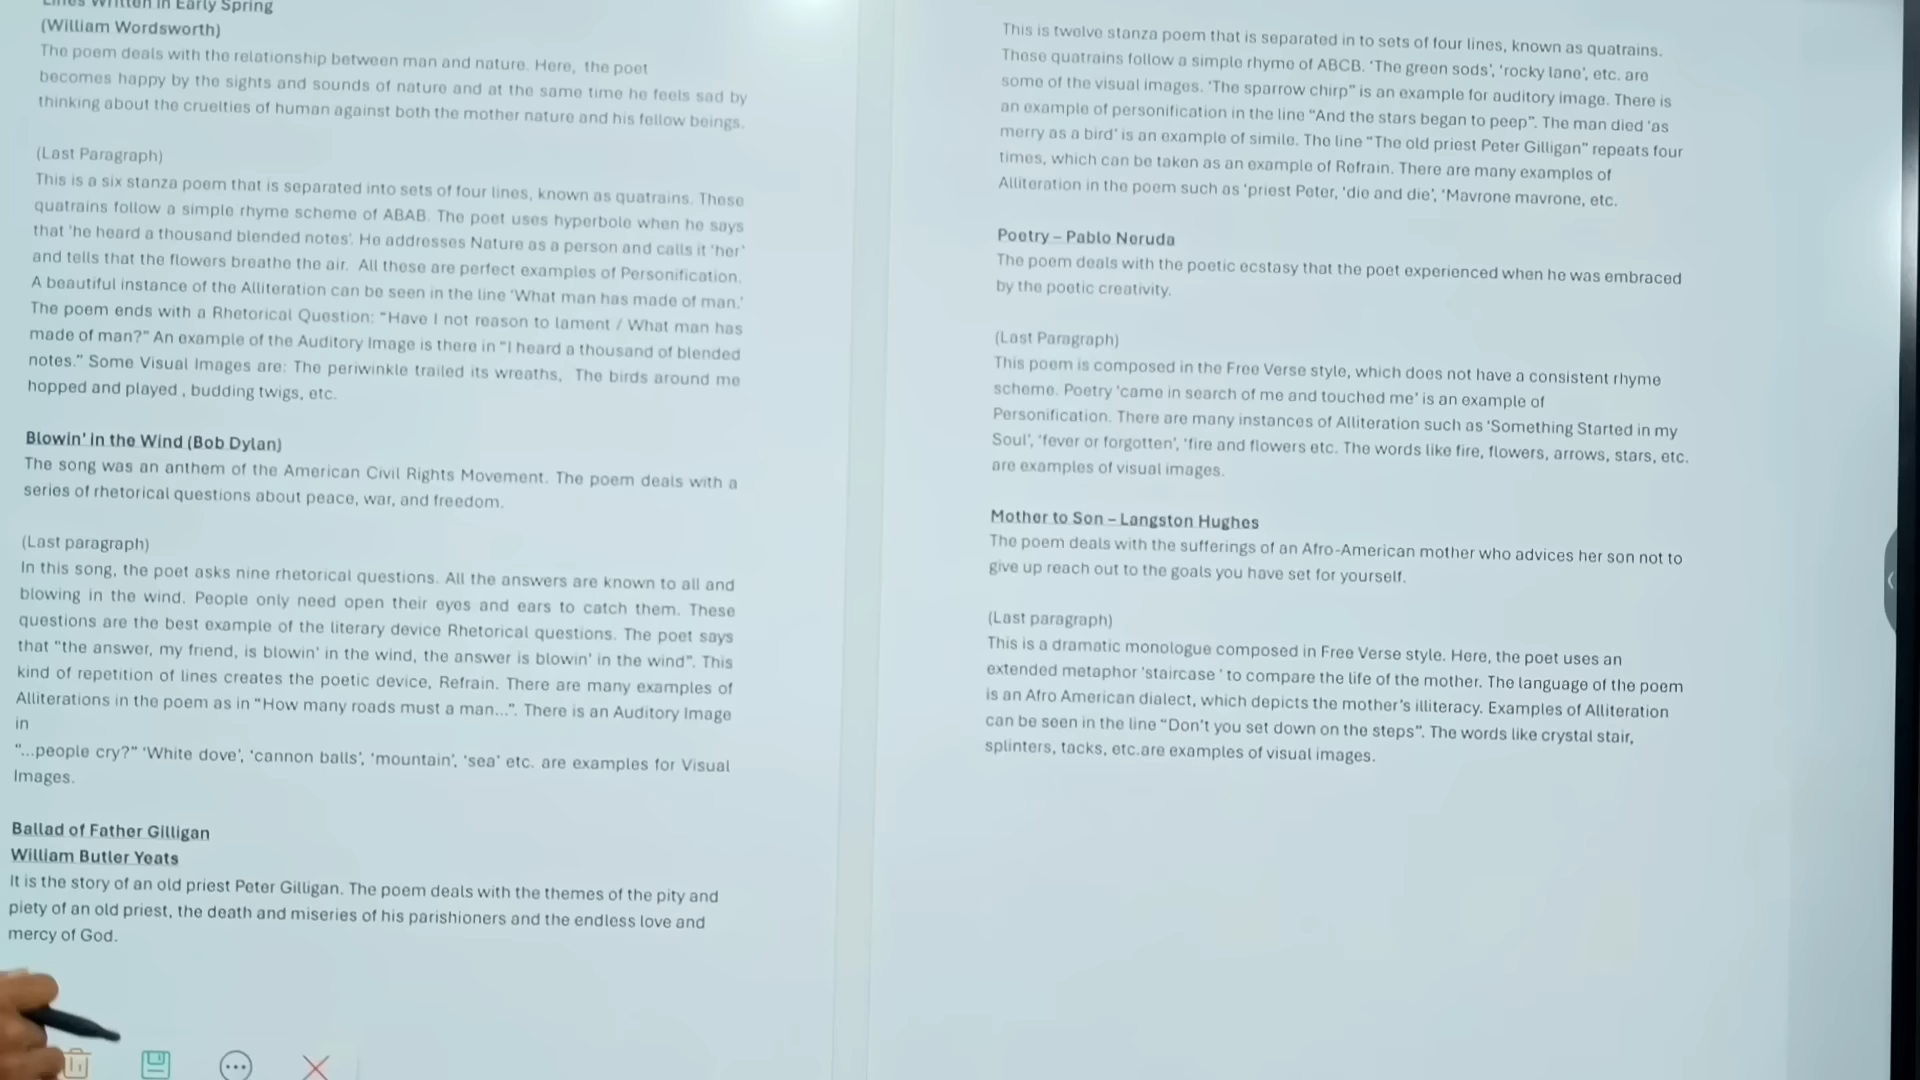 Lines Written in Early Spring
(William Wordsworth)
The poem deals with the relationship between man and nature. Here, the poet
becomes happy by the sights and sounds of nature and at the same time he feels sad by
thinking about the cruelties of human against both the mother nature and his fellow beings.
(Last Paragraph)
This is a six stanza poem that is separated into sets of four lines, known as quatrains. These
quatrains follow a simple rhyme scheme of ABAB. The poet uses hyperbole when he says
that 'he heard a thousand blended notes'. He addresses Nature as a person and calls it 'her'
and tells that the flowers breathe the air. All these are perfect examples of Personification.
A beautiful instance of the Alliteration can be seen in the line 'What man has made of man.'
The poem ends with a Rhetorical Question: "Have I not reason to lament / What man has
made of man?" An example of the Auditory Image is there in "I heard a thousand of blended
notes." Some Visual Images are: The periwinkle trailed its wreaths, The birds around me
hopped and played , budding twigs, etc.
Blowin' in the Wind (Bob Dylan)
The song was an anthem of the American Civil Rights Movement. The poem deals with a
series of rhetorical questions about peace, war, and freedom.
(Last paragraph)
In this song, the poet asks nine rhetorical questions. All the answers are known to all and
blowing in the wind. People only need open their eyes and ears to catch them. These
questions are the best example of the literary device Rhetorical questions. The poet says
that "the answer, my friend, is blowin' in the wind, the answer is blowin' in the wind". This
kind of repetition of lines creates the poetic device, Refrain. There are many examples of
Alliterations in the poem as in "How many roads must a man...". There is an Auditory Image
in
"...people cry?" 'White dove', 'cannon balls', 'mountain', 'sea' etc. are examples for Visual
Images.
Ballad of Father Gilligan
William Butler Yeats
It is the story of an old priest Peter Gilligan. The poem deals with the themes of the pity and
piety of an old priest, the death and miseries of his parishioners and the endless love and
mercy of God.
This is twelve stanza poem that is separated in to sets of four lines, known as quatrains.
These quatrains follow a simple rhyme of ABCB. 'The green sods', 'rocky lane', etc. are
some of the visual images. 'The sparrow chirp" is an example for auditory image. There is
an example of personification in the line "And the stars began to peep". The man died 'as
merry as a bird' is an example of simile. The line "The old priest Peter Gilligan" repeats four
times, which can be taken as an example of Refrain. There are many examples of
Alliteration in the poem such as 'priest Peter, 'die and die', 'Mavrone mavrone, etc.
Poetry – Pablo Neruda
The poem deals with the poetic ecstasy that the poet experienced when he was embraced
by the poetic creativity.
(Last Paragraph)
This poem is composed in the Free Verse style, which does not have a consistent rhyme
scheme. Poetry 'came in search of me and touched me' is an example of
Personification. There are many instances of Alliteration such as 'Something Started in my
Soul', 'fever or forgotten', 'fire and flowers etc. The words like fire, flowers, arrows, stars, etc.
are examples of visual images.
Mother to Son – Langston Hughes
The poem deals with the sufferings of an Afro-American mother who advices her son not to
give up reach out to the goals you have set for yourself.
(Last paragraph)
This is a dramatic monologue composed in Free Verse style. Here, the poet uses an
extended metaphor 'staircase ' to compare the life of the mother. The language of the poem
is an Afro American dialect, which depicts the mother's illiteracy. Examples of Alliteration
can be seen in the line "Don't you set down on the steps". The words like crystal stair,
splinters, tacks, etc.are examples of visual images.